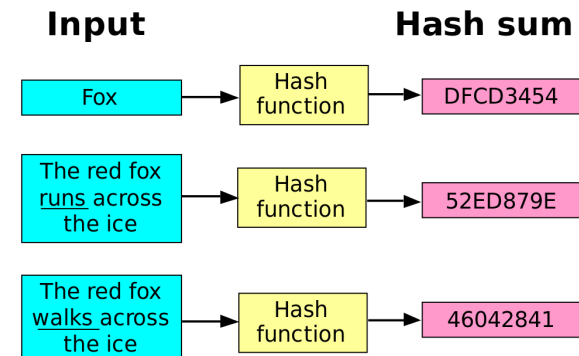 Input
Hash sum
Fox
Hash
function
DFCD3454
The red fox
runs across
the ice
Hash
function
52ED879E
The red fox
walks across
the ice
Hash
function
46042841